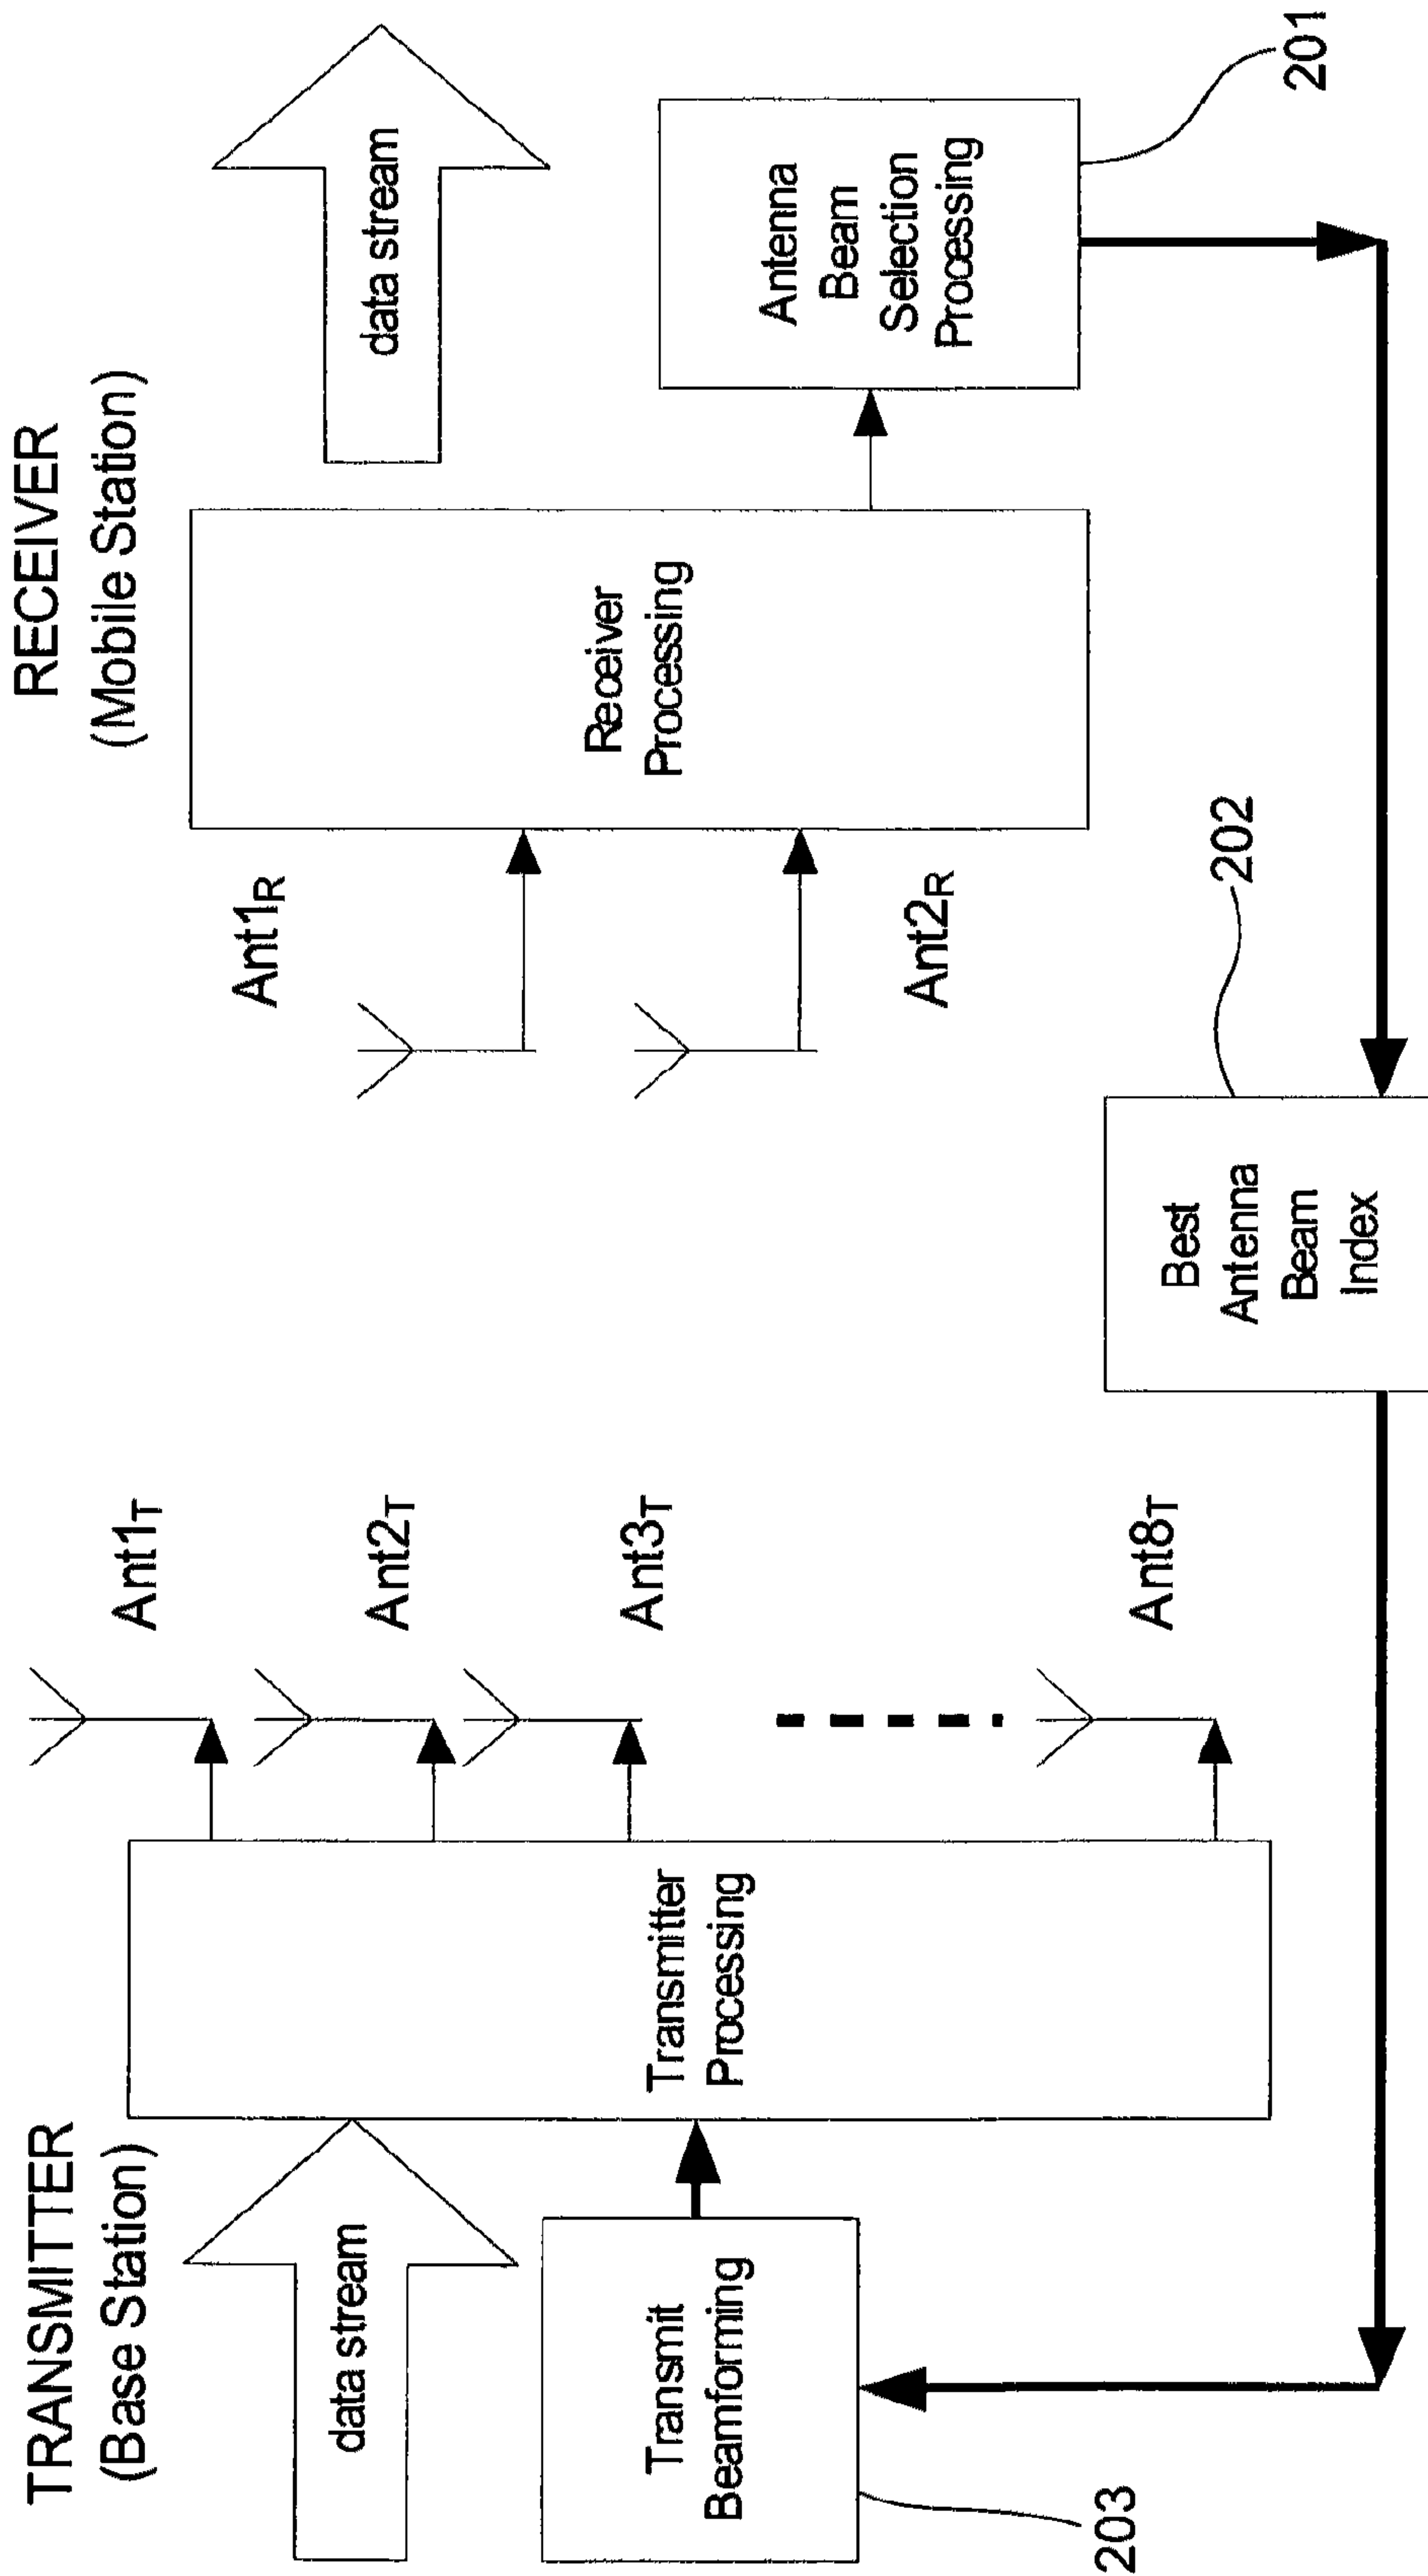 TRANSMITTER
(Base Station)
data stream
Transmit
Beamforming
203
Transmitter
Processing
Ant1T
Ant2T
Ant3T
Ant8T
RECEIVER
(Mobile Station)
Ant1R
Ant2R
Receiver
Processing
data stream
Antenna
Beam
Selection
Processing
201
Best
Antenna
Beam
Index
202